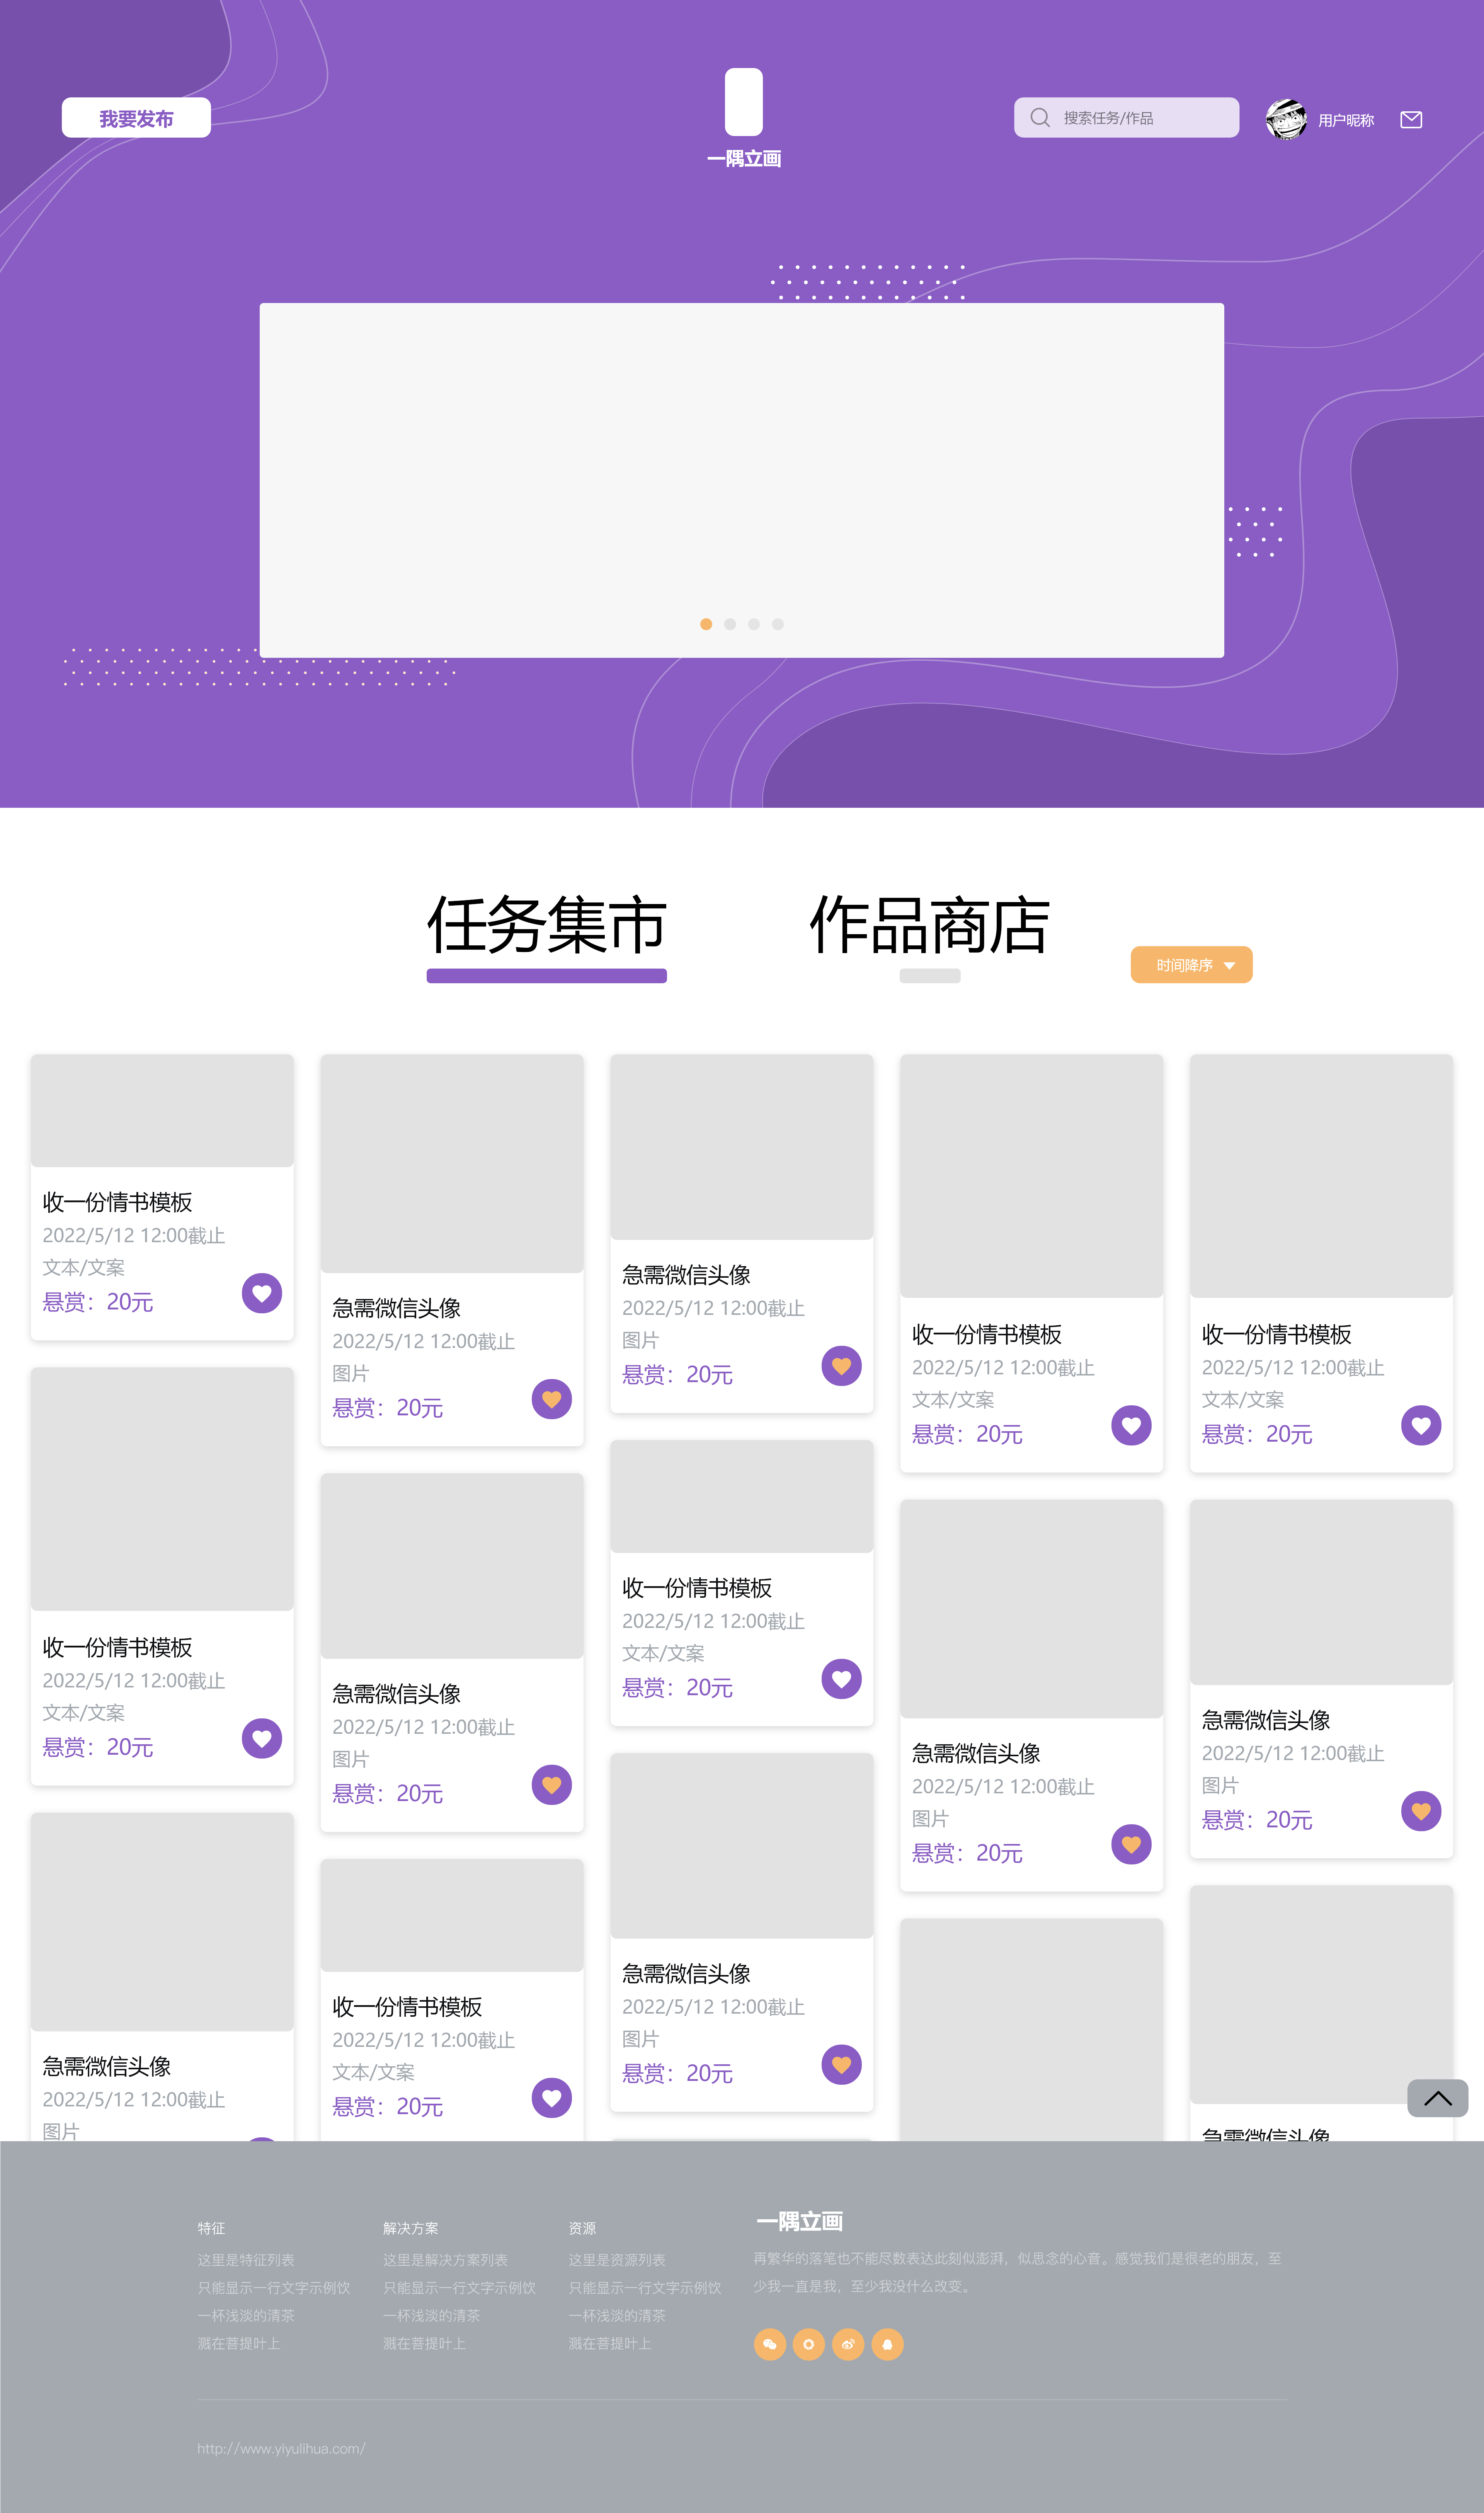 我要发布
一隅立画
搜索任务/作品
用户昵称
任务集市
作品商店
时间降序
收一份情书模板
2022/5/12 12:00截止
文本/文案
悬赏：20元
收一份情书模板
2022/5/12 12:00截止
文本/文案
悬赏：20元
急需微信头像
2022/5/12 12:00截止
图片
急需微信头像
2022/5/12 12:00截止
图片
悬赏：20元
急需微信头像
2022/5/12 12:00截止
图片
悬赏：20元
收一份情书模板
2022/5/12 12:00截止
文本/文案
悬赏：20元
急需微信头像
2022/5/12 12:00截止
图片
悬赏：20元
收一份情书模板
2022/5/12 12:00截止
文本/文案
悬赏：20元
急需微信头像
2022/5/12 12:00截止
图片
悬赏：20元
收一份情书模板
2022/5/12 12:00截止
文本/文案
悬赏：20元
急需微信头像
2022/5/12 12:00截止
图片
悬赏：20元
收一份情书模板
2022/5/12 12:00截止
文本/文案
悬赏：20元
急需微信头像
2022/5/12 12:00截止
图片
悬赏：20元
急需微信头像
特征
这里是特征列表
只能显示一行文字示例饮
一杯浅淡的清茶
溅在菩提叶上
解决方案
这里是解决方案列表
只能显示一行文字示例饮
一杯浅淡的清茶
溅在菩提叶上
资源
这里是资源列表
只能显示一行文字示例饮
一杯浅淡的清茶
溅在菩提叶上
一隅立画
再繁华的落笔也不能尽数表达此刻似澎湃，似思念的心音。感觉我们是很老的朋友，至
少我一直是我，至少我没什么改变。
http://www.yiyulihua.com/